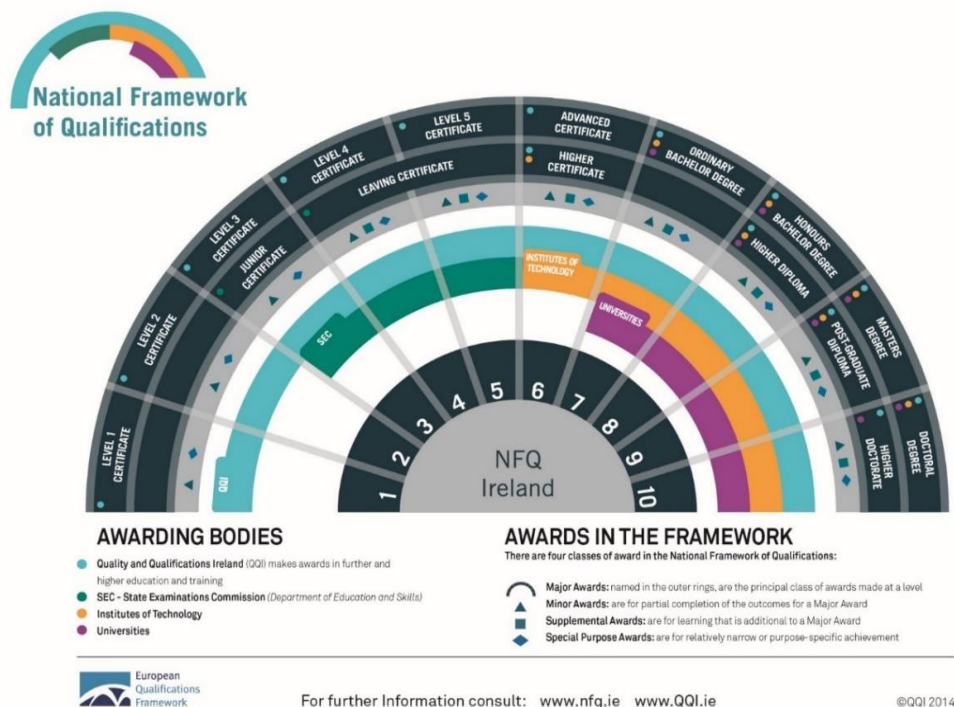 National Framework
of Qualifications
LEVEL 1
CERTIFICATE
LEVEL 2
CERTIFICATE
LEVEL 3
CERTIFICATE
LEVEL 4
CERTIFICATE
LEVEL 5
CERTIFICATE
ADVANCED
CERTIFICATE
ORDINARY
BACHELOR DEGREE
HONOURS
BACHELOR DEGREE
MASTERS
DEGREE
DOCTORAL
DEGREE
JUNIOR
CERTIFICATE
LEAVING CERTIFICATE
HIGHER
CERTIFICATE
HIGHER DIPLOMA
POST-GRADUATE
DIPLOMA
HIGHER
DOCTORATE
QQI
SEC
INSTITUTES OF
TECHNOLOGY
UNIVERSITIES
1
2
3
4
5
6
7
8
9
10
NFQ
Ireland
AWARDING BODIES
Quality and Qualifications Ireland (QQI) makes awards in further and
higher education and training
SEC - State Examinations Commission (Department of Education and Skills)
Institutes of Technology
Universities
AWARDS IN THE FRAMEWORK
There are four classes of award in the National Framework of Qualifications:
Major Awards: named in the outer rings, are the principal class of awards made at a level
Minor Awards: are for partial completion of the outcomes for a Major Award
Supplemental Awards: are for learning that is additional to a Major Award
Special Purpose Awards: are for relatively narrow or purpose-specific achievement
European
Qualifications
Framework
For further Information consult: www.nfq.ie www.QQI.ie
©QQI 2014